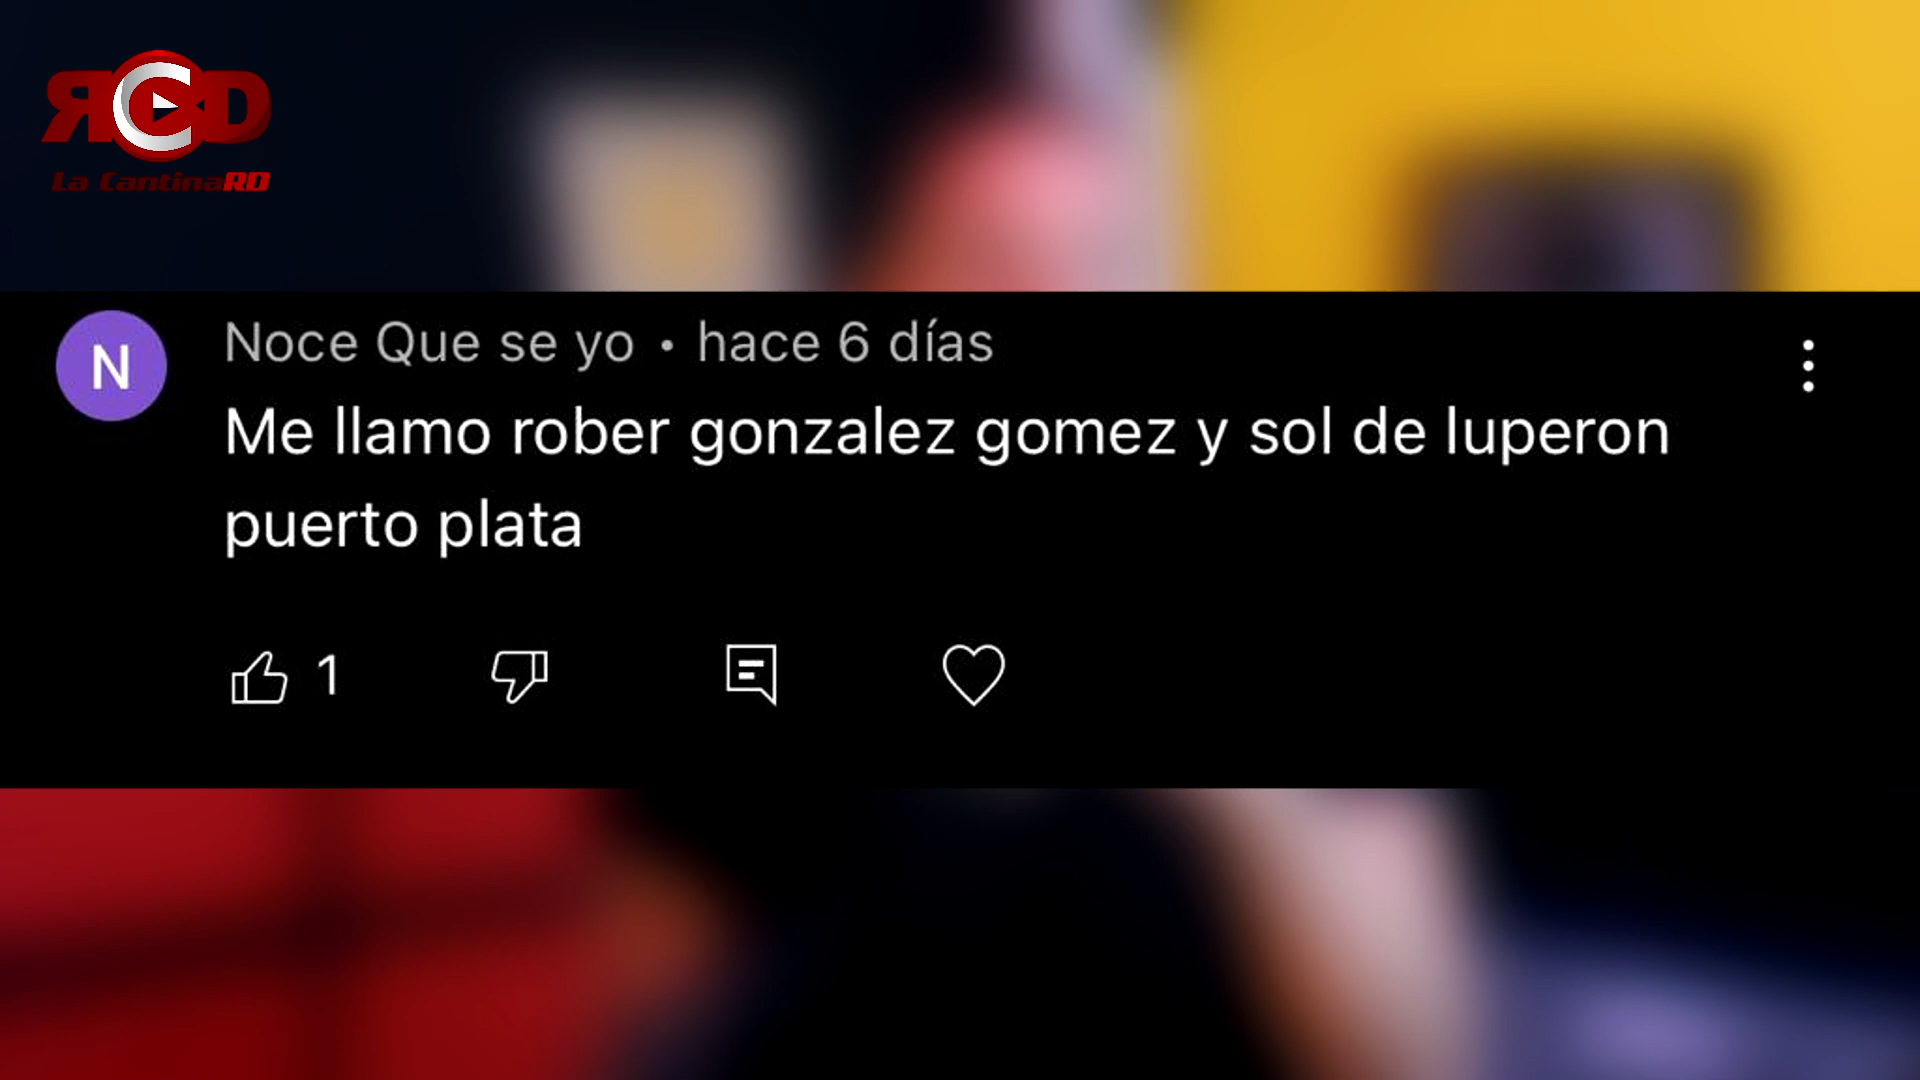 RCD
La CantinaRD
N
Noce Que se yo • hace 6 días
Me llamo rober gonzalez gomez y sol de luperon
puerto plata
1